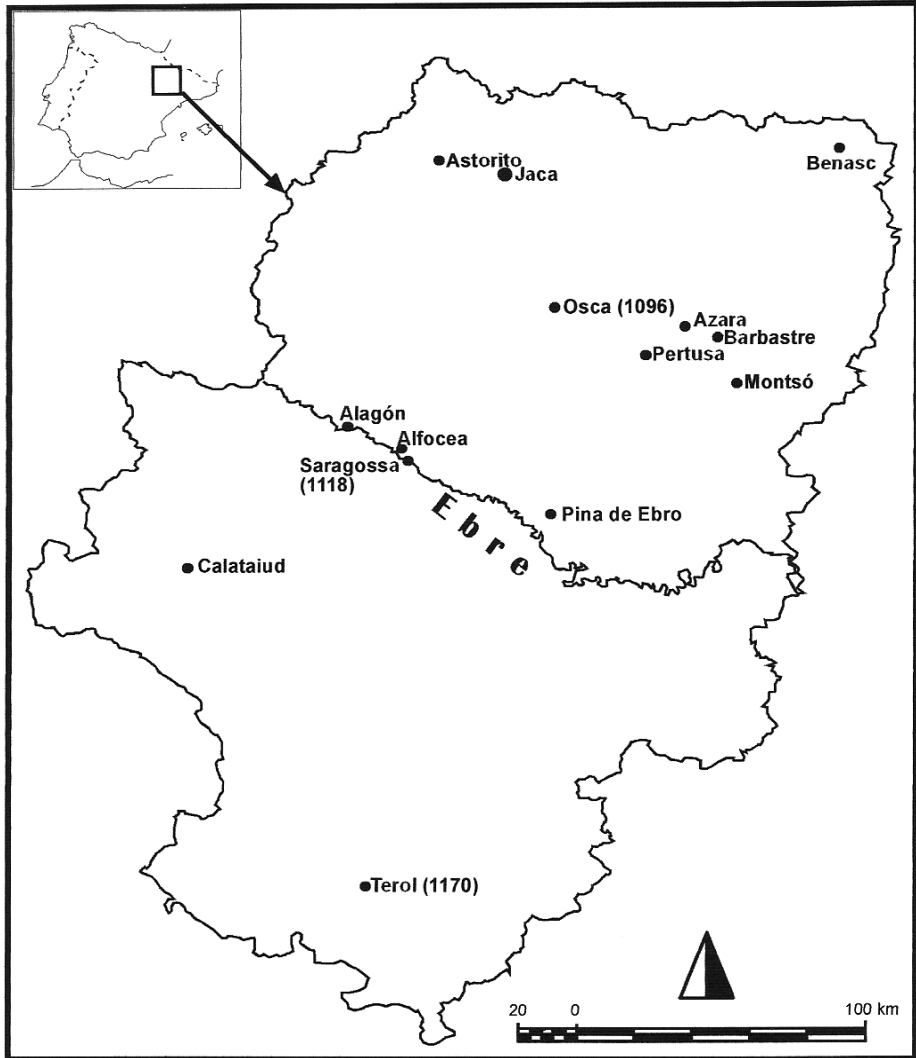 Astorito
Jaca
Benasc
Osca (1096)
Azara
Barbastre
Pertusa
Montsó
Alagón
Alfocea
Saragossa
(1118)
Ebre
Pina de Ebro
Calataiud
Terol (1170)
20 0 100 km